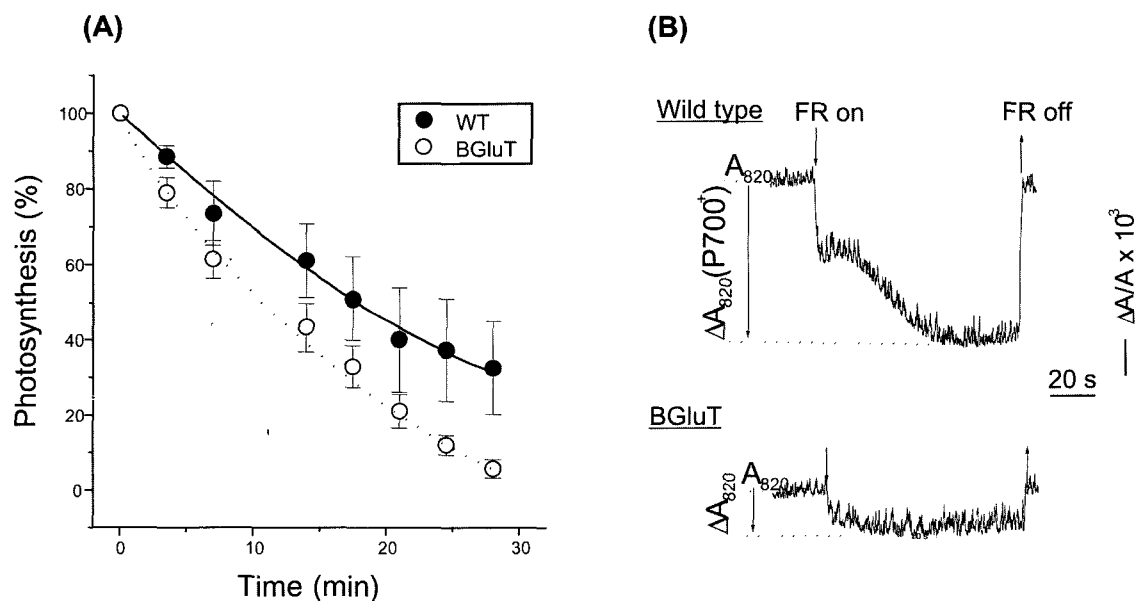 (A)
Photosynthesis (%)
100
80
60
40
20
0
WT
BGluT
0
10
20
30
Time (min)
(B)
Wild type
FR on
FR off
A820
ΔA820(P700+)
ΔA/A x 10³
20 s
BGluT
A820
ΔA820